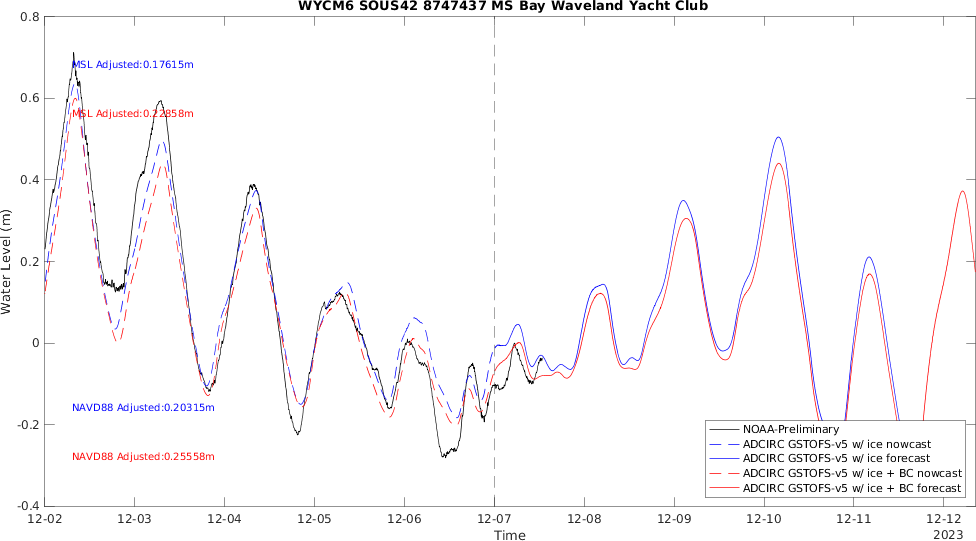 WYCM6 SOUS42 8747437 MS Bay Waveland Yacht Club
0.8
0.6
0.4
0.2
0
-0.2
-0.4
Water Level (m)
MSL Adjusted:0.17615m
MSL Adjusted:0.22858m
NAVD88 Adjusted:0.20315m
NAVD88 Adjusted:0.25558m
NOAA-Preliminary
ADCIRC GSTOFS-v5 w/ ice nowcast
ADCIRC GSTOFS-v5 w/ ice forecast
ADCIRC GSTOFS-v5 w/ ice + BC nowcast
ADCIRC GSTOFS-v5 w/ ice + BC forecast
12-02 12-03 12-04 12-05 12-06 12-07 12-08 12-09 12-10 12-11 12-12
2023
Time